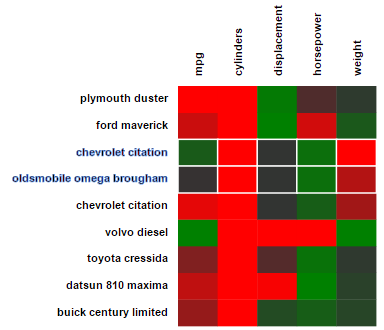 mpg
cylinders
displacement
horsepower
weight
plymouth duster
ford maverick
chevrolet citation
oldsmobile omega brougham
chevrolet citation
volvo diesel
toyota cressida
datsun 810 maxima
buick century limited